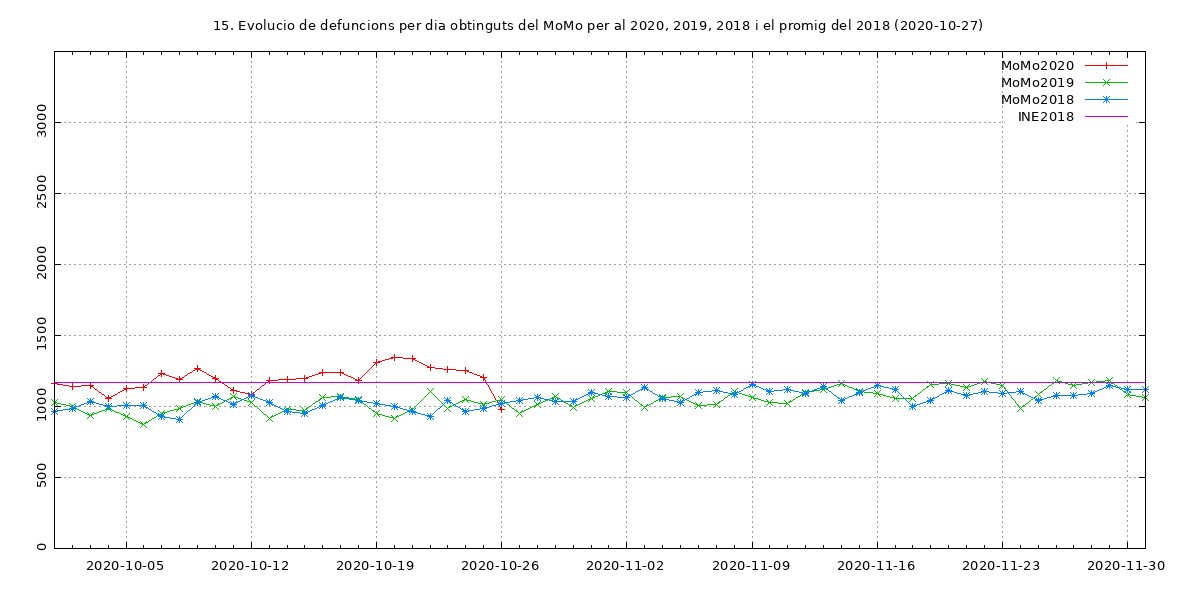 15. Evolucio de defuncions per dia obtinguts del MoMo per al 2020, 2019, 2018 i el promig del 2018 (2020-10-27)
MoMo2020
MoMo2019
MoMo2018
INE2018
3000
2500
2000
1500
1000
500
0
2020-10-05 2020-10-12 2020-10-19 2020-10-26 2020-11-02 2020-11-09 2020-11-16 2020-11-23 2020-11-30